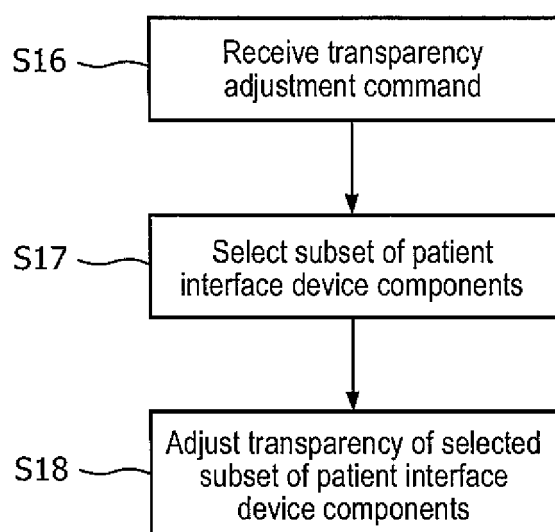 S16
Receive transparency
adjustment command
S17
Select subset of patient
interface device components
S18
Adjust transparency of selected
subset of patient interface
device components